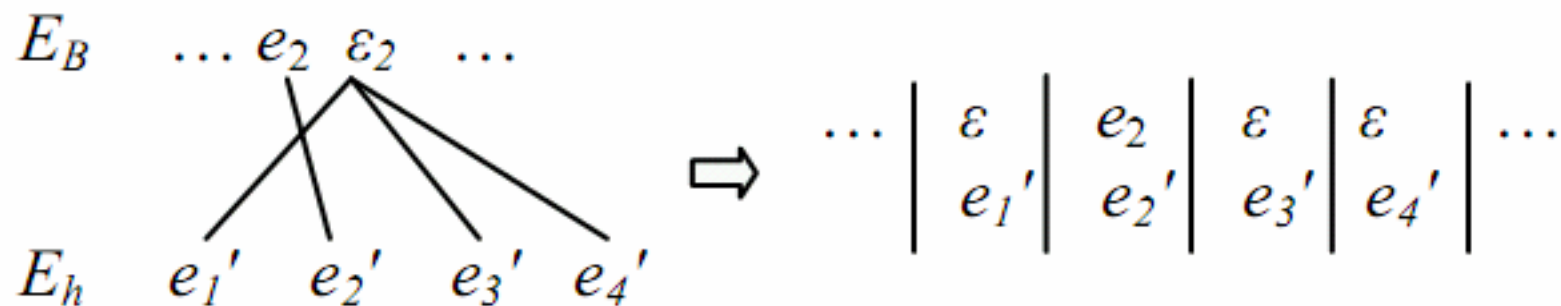 E_B … e_2 ε_2 …
… | ε | e_2 | ε | ε | …
e_1′ | e_2′ | e_3′ | e_4′
E_h e_1′ e_2′ e_3′ e_4′